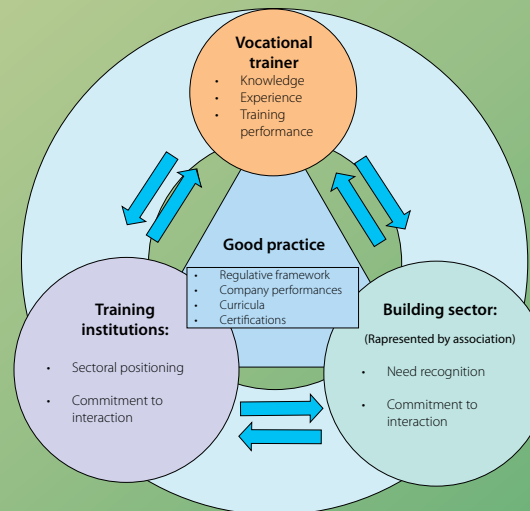 Vocational
trainer
• Knowledge
• Experience
• Training
performance
Good practice
• Regulative framework
• Company performances
• Curricula
• Certifications
Training
institutions:
• Sectoral positioning
• Commitment to
interaction
Building sector:
(Rapresented by association)
• Need recognition
• Commitment to
interaction